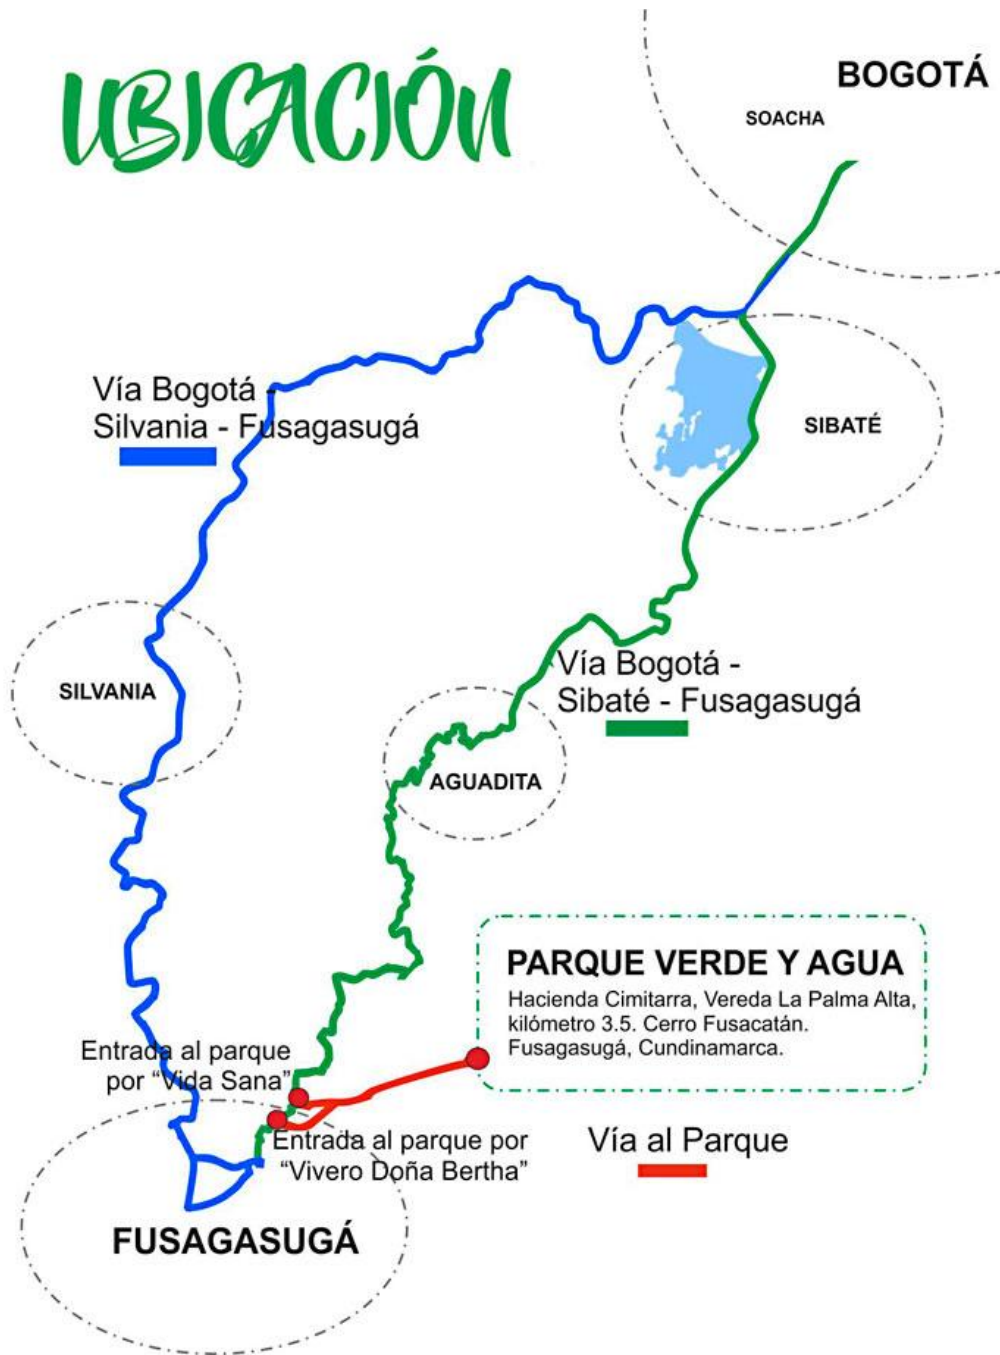 UBICACIÓN
BOGOTÁ
SOACHA
Vía Bogotá -
Silvania - Fusagasugá
SIBATÉ
SILVANIA
Vía Bogotá -
Sibaté - Fusagasugá
AGUADITA
PARQUE VERDE Y AGUA
Hacienda Cimitarra, Vereda La Palma Alta,
kilómetro 3.5. Cerro Fusacatán.
Fusagasugá, Cundinamarca.
Entrada al parque
por “Vida Sana”
Entrada al parque por
“Vivero Doña Bertha”
Vía al Parque
FUSAGASUGÁ